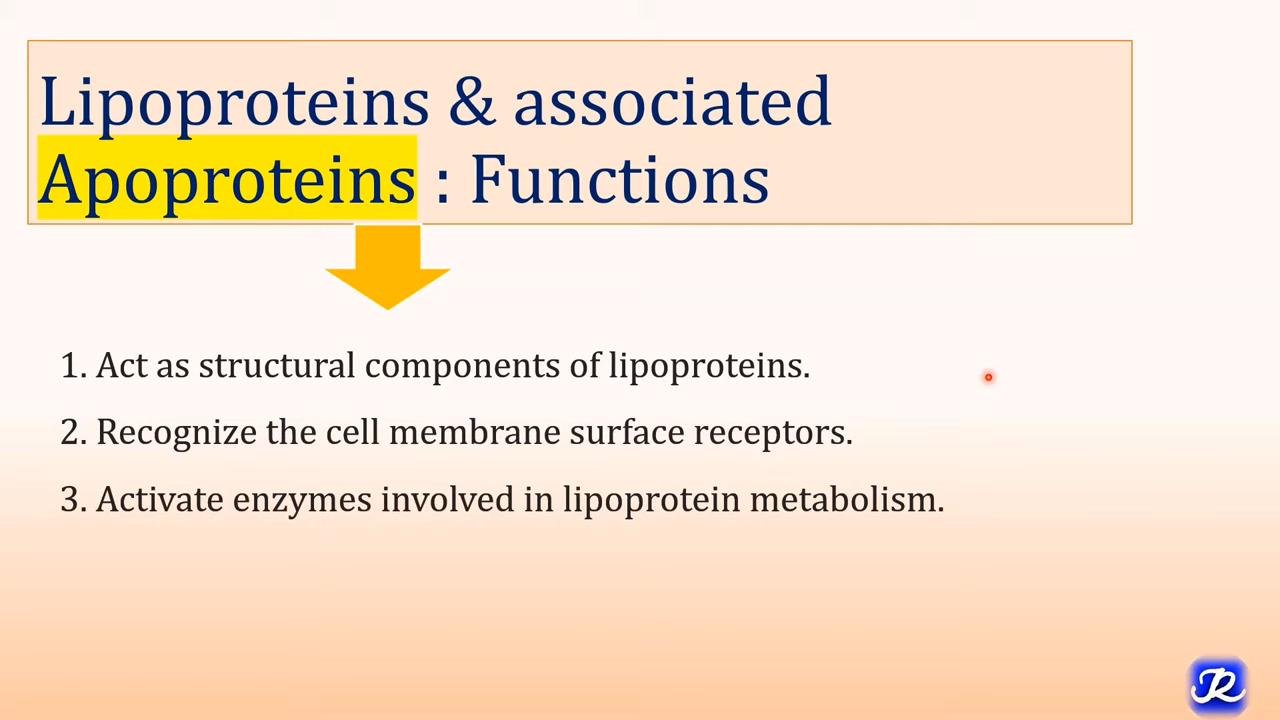 Lipoproteins & associated
Apoproteins : Functions
1. Act as structural components of lipoproteins.
2. Recognize the cell membrane surface receptors.
3. Activate enzymes involved in lipoprotein metabolism.
JR